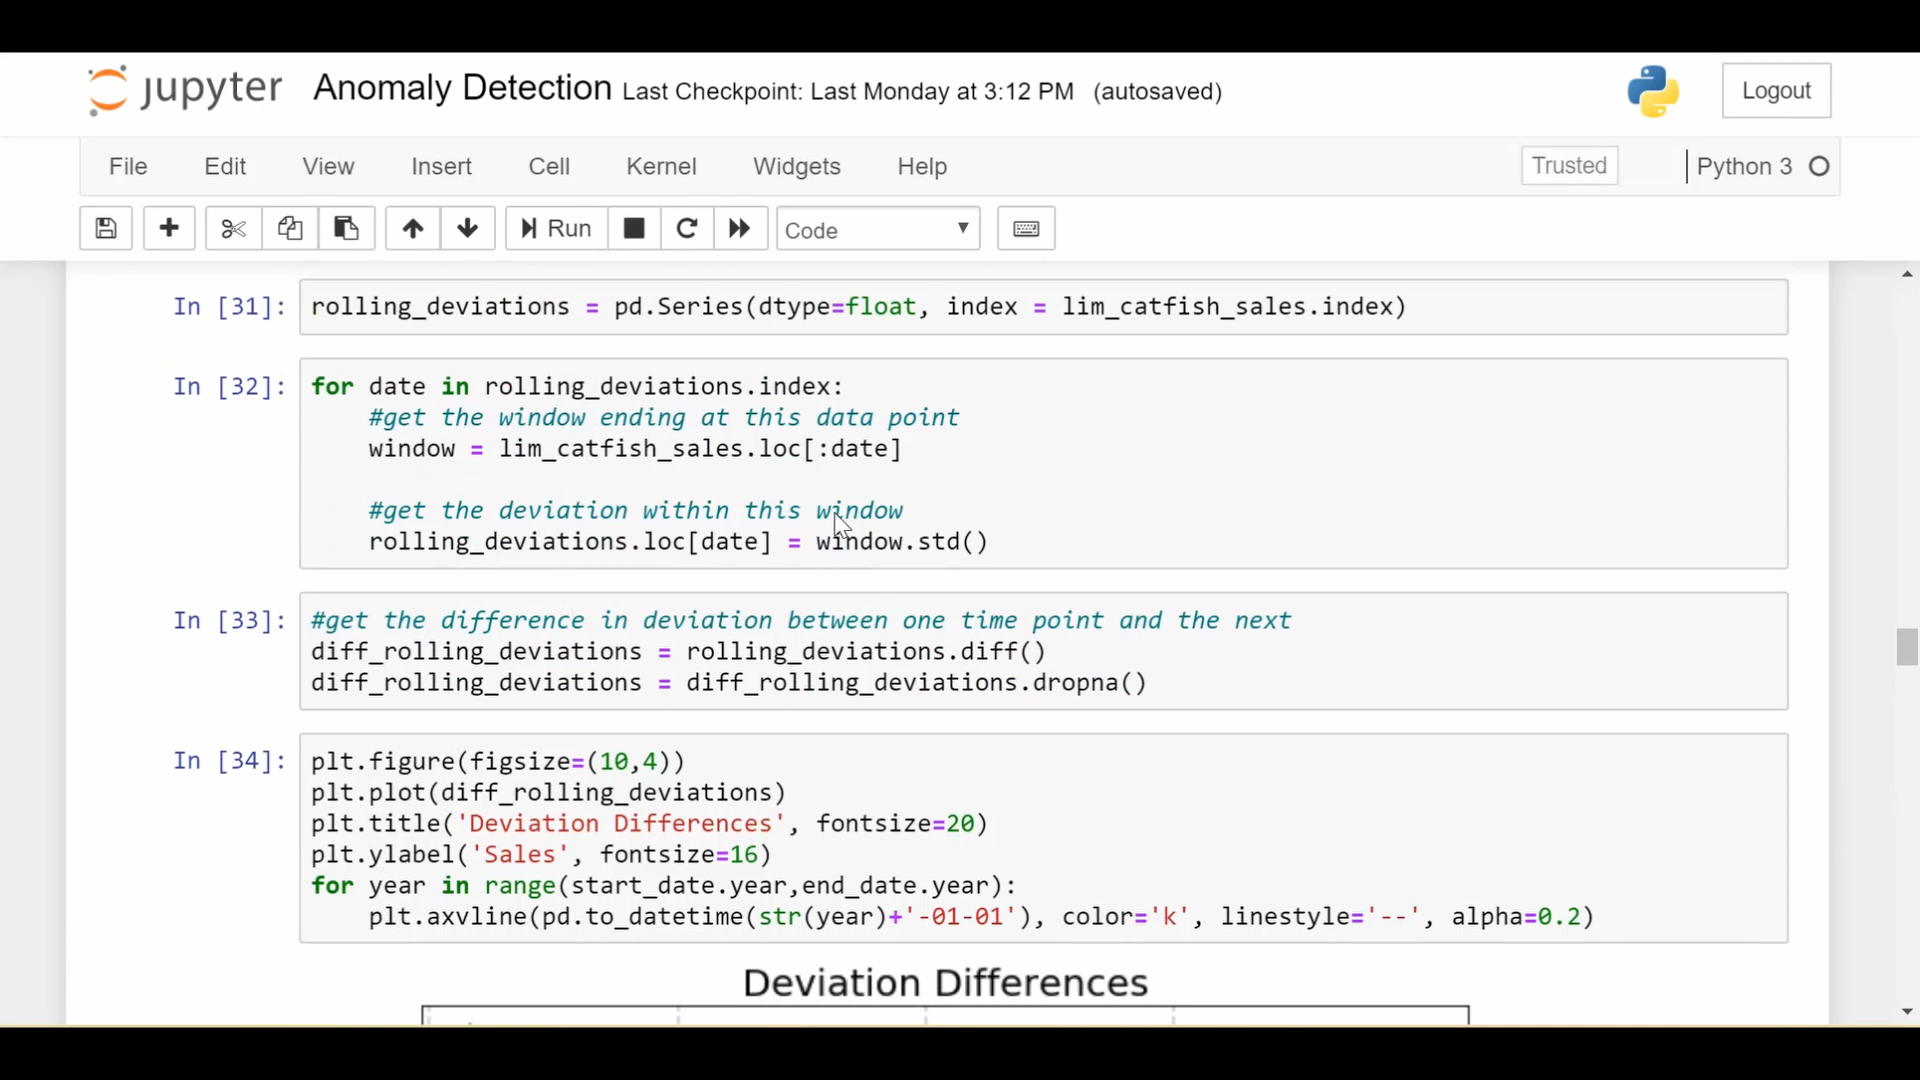 jupyter Anomaly Detection Last Checkpoint: Last Monday at 3:12 PM (autosaved) Logout
File Edit View Insert Cell Kernel Widgets Help Trusted Python 3
Run Code
In [31]: rolling_deviations = pd.Series(dtype=float, index = lim_catfish_sales.index)
In [32]: for date in rolling_deviations.index:
#get the window ending at this data point
window = lim_catfish_sales.loc[:date]
#get the deviation within this window
rolling_deviations.loc[date] = window.std()
In [33]: #get the difference in deviation between one time point and the next
diff_rolling_deviations = rolling_deviations.diff()
diff_rolling_deviations = diff_rolling_deviations.dropna()
In [34]: plt.figure(figsize=(10,4))
plt.plot(diff_rolling_deviations)
plt.title('Deviation Differences', fontsize=20)
plt.ylabel('Sales', fontsize=16)
for year in range(start_date.year,end_date.year):
plt.axvline(pd.to_datetime(str(year)+'-01-01'), color='k', linestyle='--', alpha=0.2)
Deviation Differences